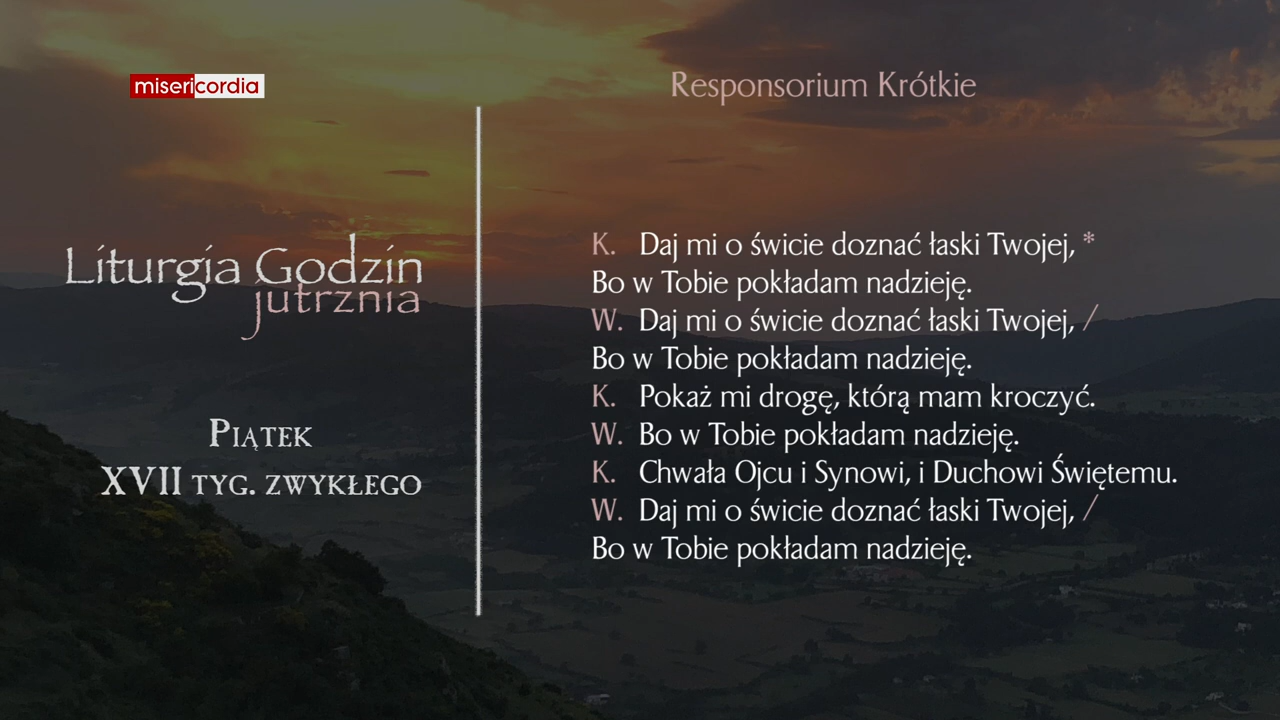 misericordia
Liturgia Godzin
jutrznia
Piątek
XVII tyg. zwykłego
Responsorium Krótkie
K. Daj mi o świcie doznać łaski Twojej, *
Bo w Tobie pokładam nadzieję.
W. Daj mi o świcie doznać łaski Twojej, /
Bo w Tobie pokładam nadzieję.
K. Pokaż mi drogę, którą mam kroczyć.
W. Bo w Tobie pokładam nadzieję.
K. Chwała Ojcu i Synowi, i Duchowi Świętemu.
W. Daj mi o świcie doznać łaski Twojej, /
Bo w Tobie pokładam nadzieję.